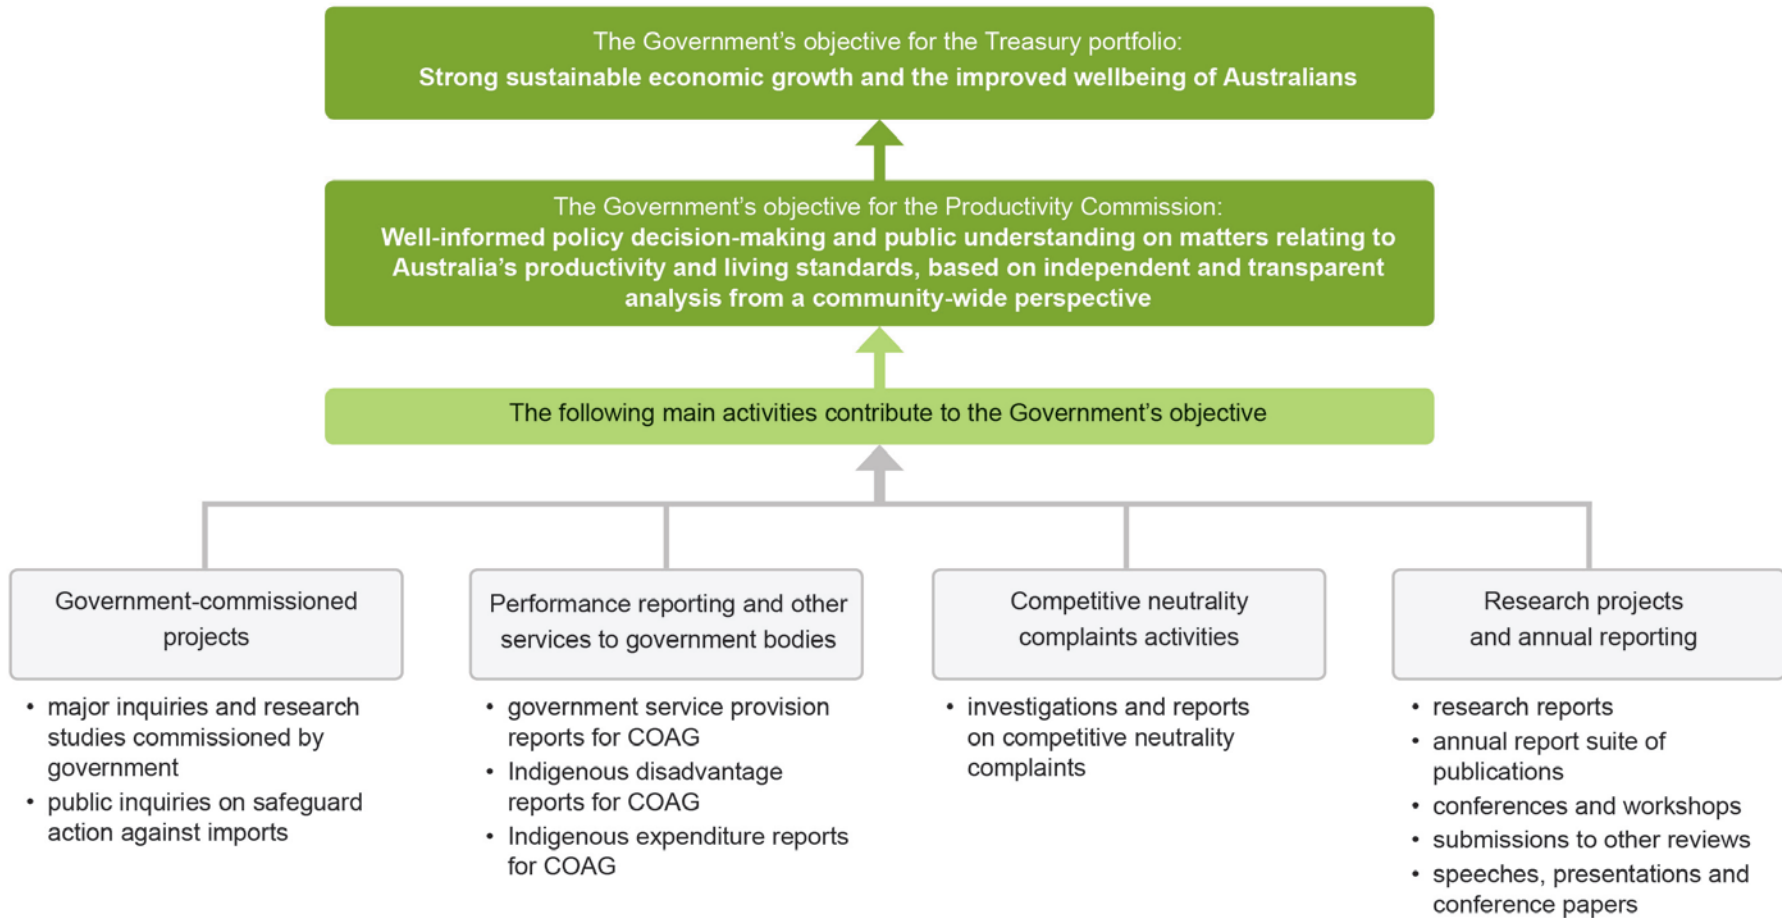 The Government’s objective for the Treasury portfolio:
Strong sustainable economic growth and the improved wellbeing of Australians
The Government’s objective for the Productivity Commission:
Well-informed policy decision-making and public understanding on matters relating to
Australia’s productivity and living standards, based on independent and transparent
analysis from a community-wide perspective
The following main activities contribute to the Government’s objective
Government-commissioned
projects
• major inquiries and research
studies commissioned by
government
• public inquiries on safeguard
action against imports
Performance reporting and other
services to government bodies
• government service provision
reports for COAG
• Indigenous disadvantage
reports for COAG
• Indigenous expenditure reports
for COAG
Competitive neutrality
complaints activities
• investigations and reports
on competitive neutrality
complaints
Research projects
and annual reporting
• research reports
• annual report suite of
publications
• conferences and workshops
• submissions to other reviews
• speeches, presentations and
conference papers